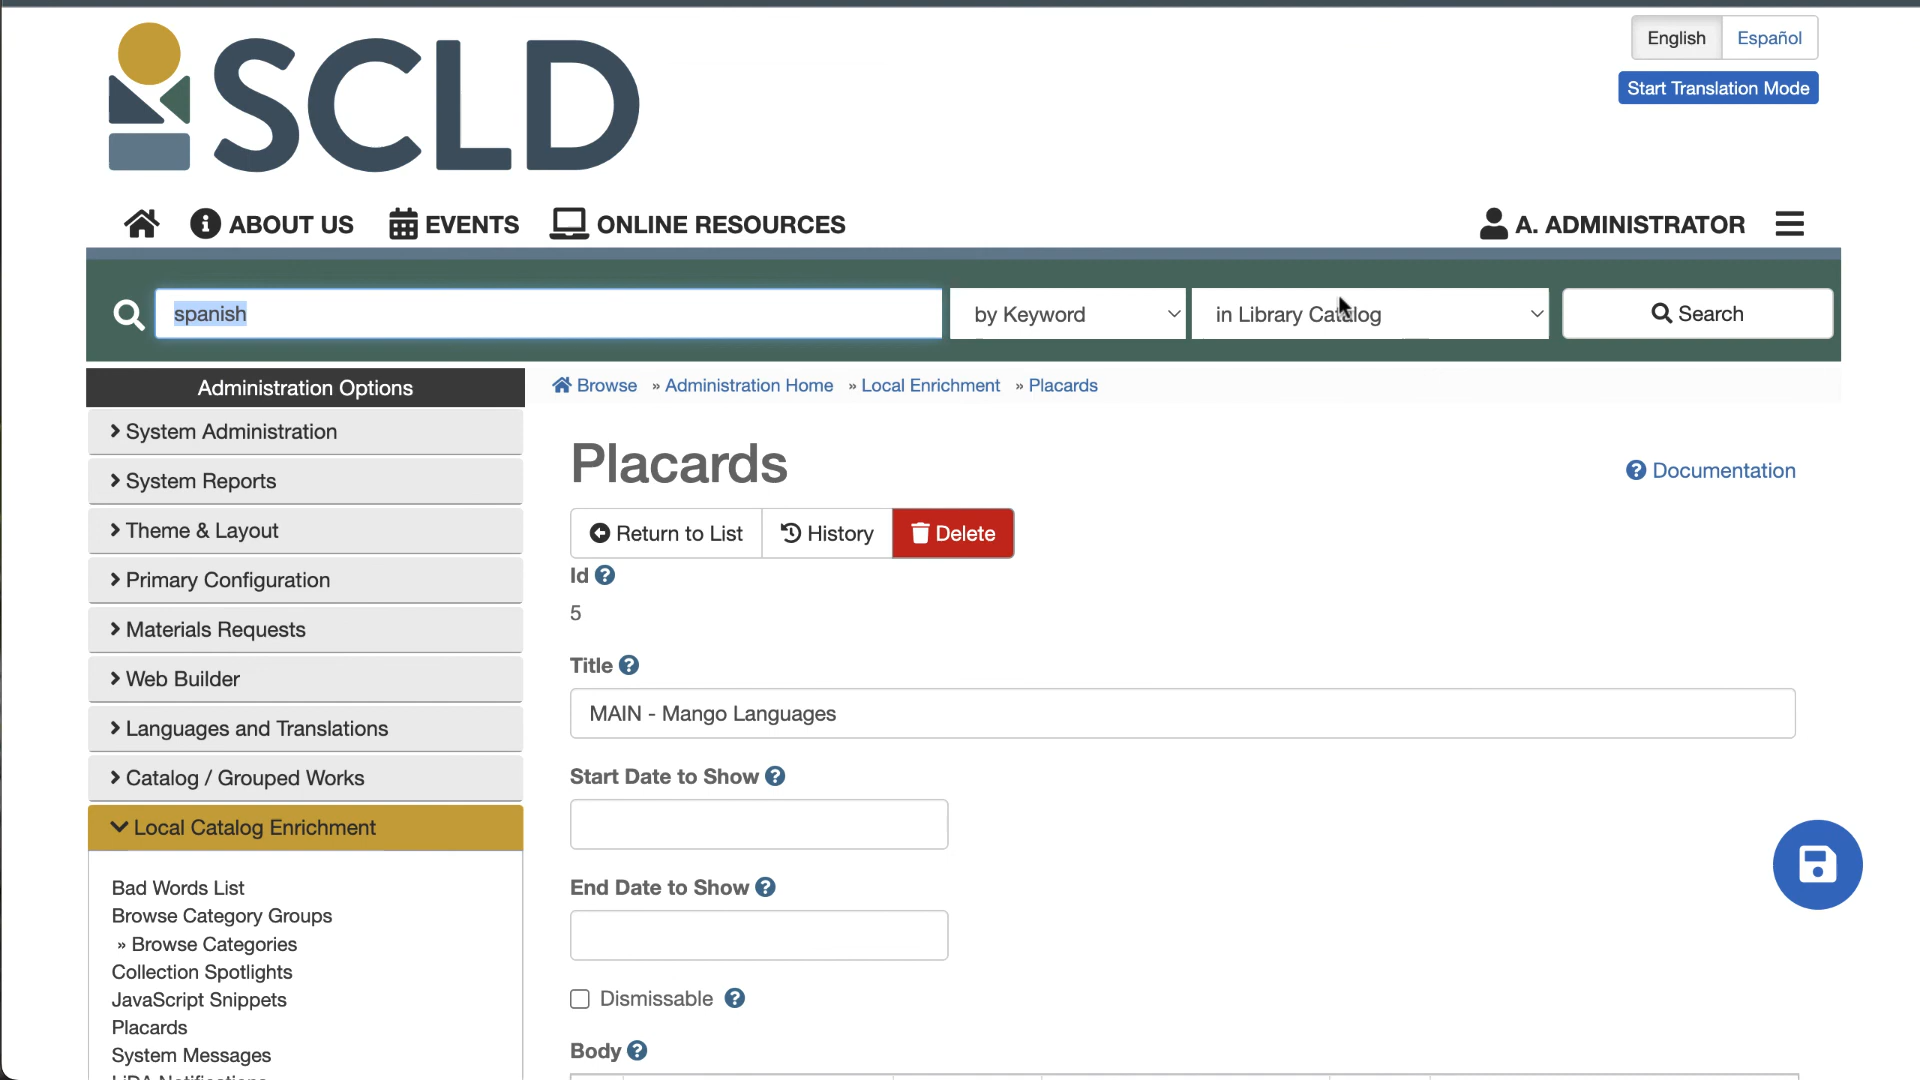 SCLD
English
Español
Start Translation Mode
ABOUT US
EVENTS
ONLINE RESOURCES
A. ADMINISTRATOR
spanish
by Keyword
in Library Catalog
Search
Administration Options
System Administration
System Reports
Theme & Layout
Primary Configuration
Materials Requests
Web Builder
Languages and Translations
Catalog / Grouped Works
Local Catalog Enrichment
Bad Words List
Browse Category Groups
» Browse Categories
Collection Spotlights
JavaScript Snippets
Placards
System Messages
Browse » Administration Home » Local Enrichment » Placards
Placards
Documentation
Return to List
History
Delete
Id
5
Title
MAIN - Mango Languages
Start Date to Show
End Date to Show
Dismissable
Body